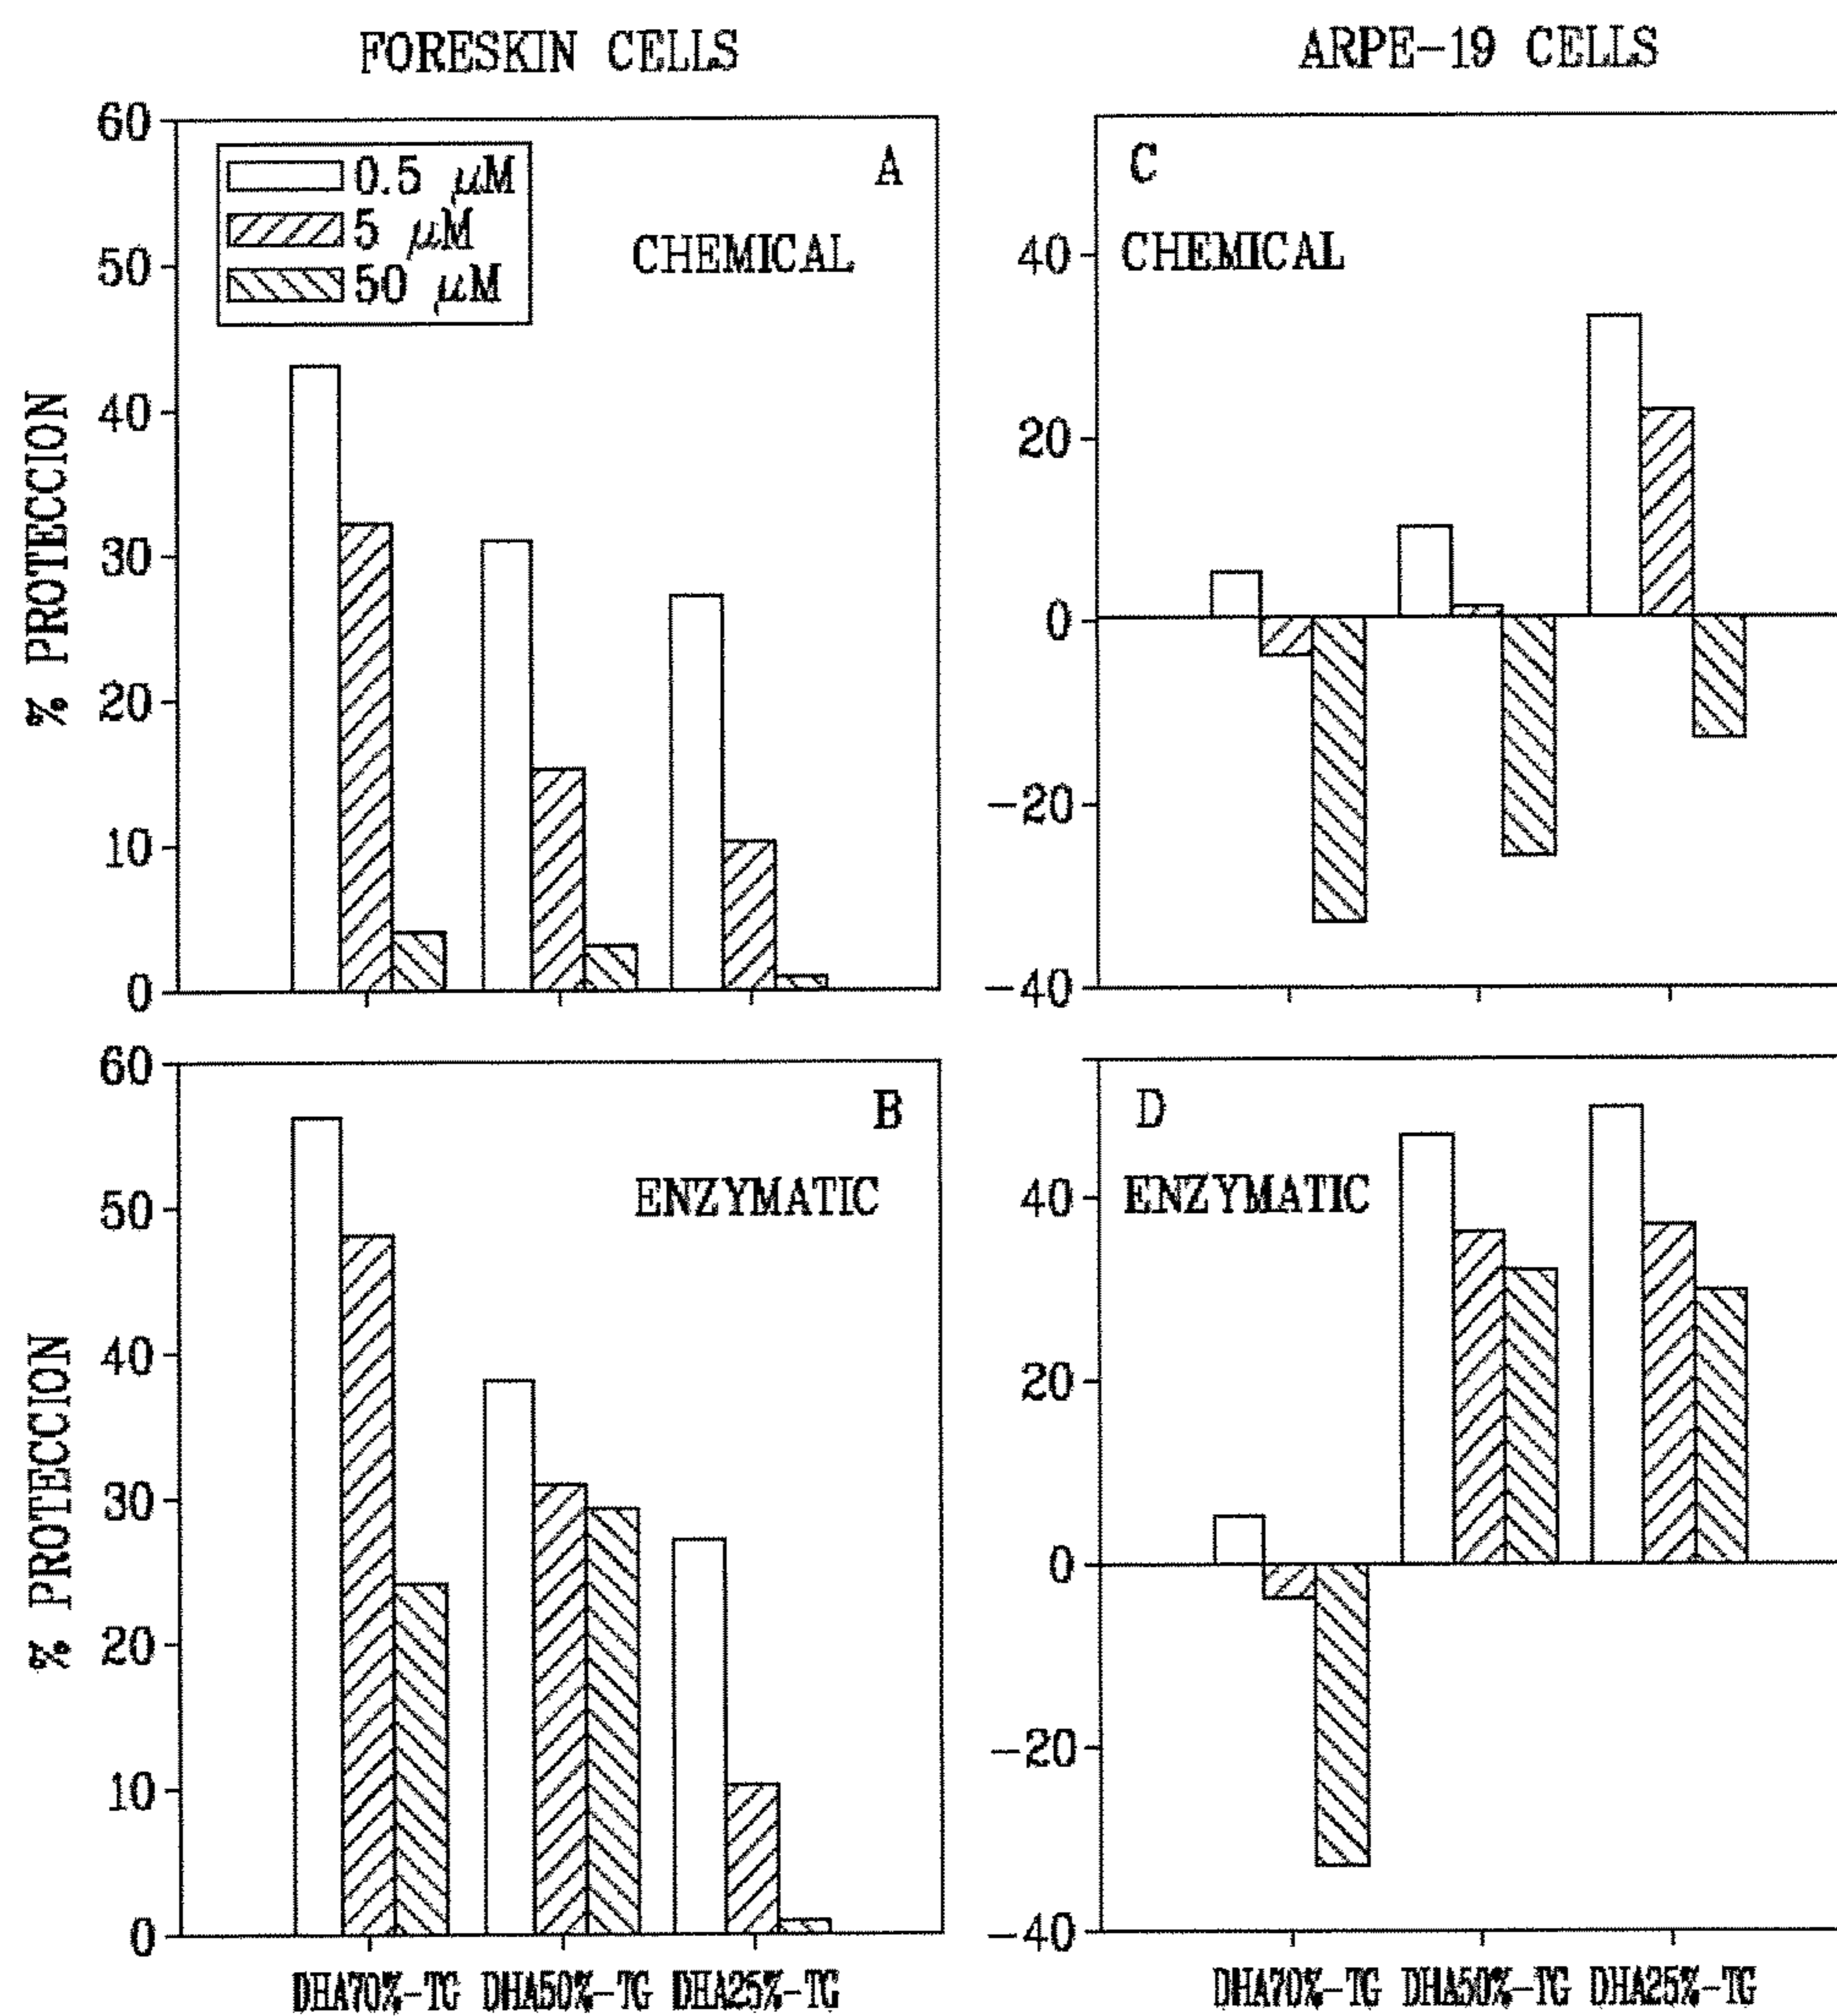 FORESKIN CELLS
ARPE-19 CELLS
% PROTECCION
60
50
40
30
20
10
0
0.5 μM
5 μM
50 μM
A
CHEMICAL
C
CHEMICAL
40
20
0
-20
-40
% PROTECCION
60
50
40
30
20
10
0
B
ENZYMATIC
DHA70%-TG DHA50%-TG DHA25%-TG
D
ENZYMATIC
40
20
0
-20
-40
DHA70%-TG DHA50%-TG DHA25%-TG